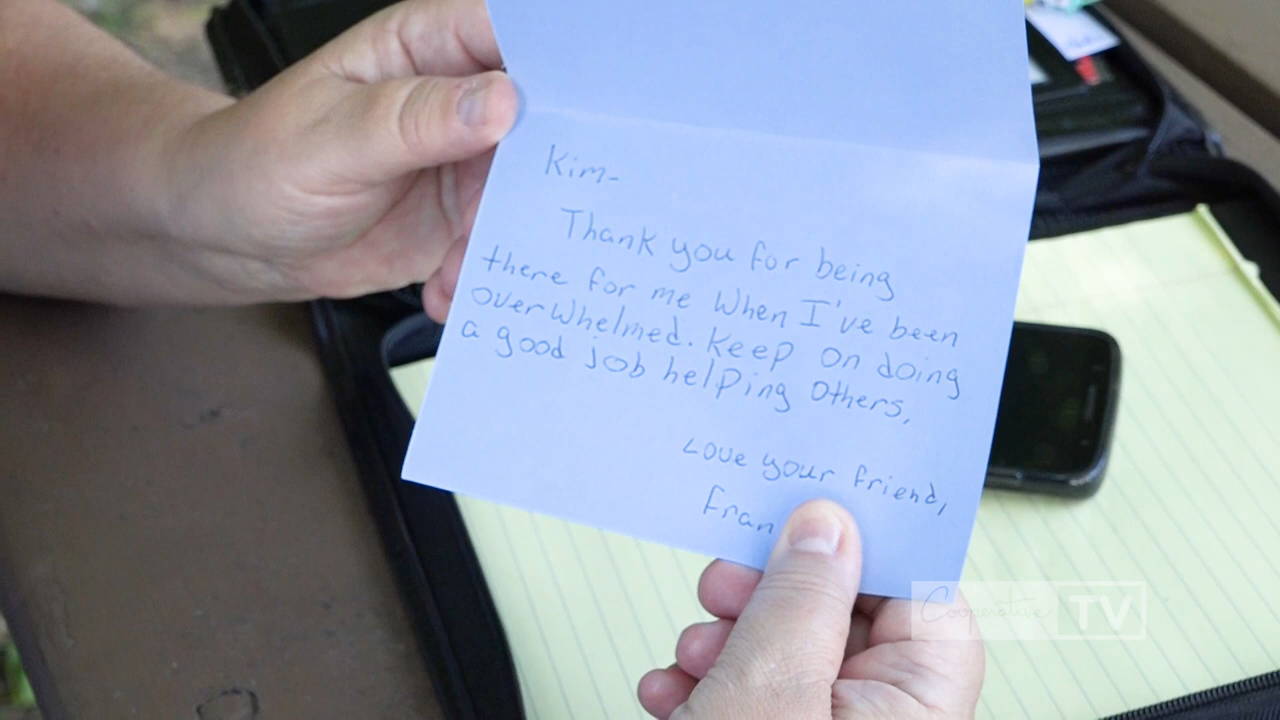 Kim-
Thank you for being
there for me When I've been
overWhelmed. Keep on doing
a good job helping others,
Love your friend,
Fran
Cooperative TV